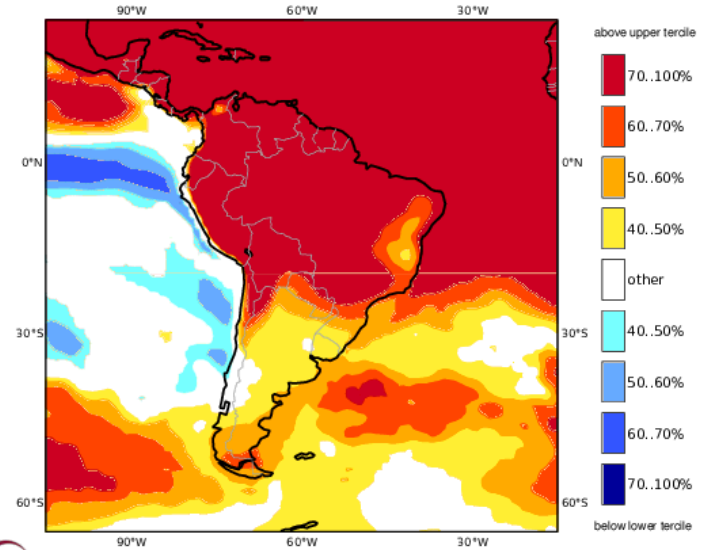 90°W 60°W 30°W
above upper tercile
70..100%
60..70%
50..60%
0°N 0°N
40..50%
other
30°S 30°S
40..50%
50..60%
60..70%
70..100%
60°S 60°S
below lower tercile
90°W 60°W 30°W